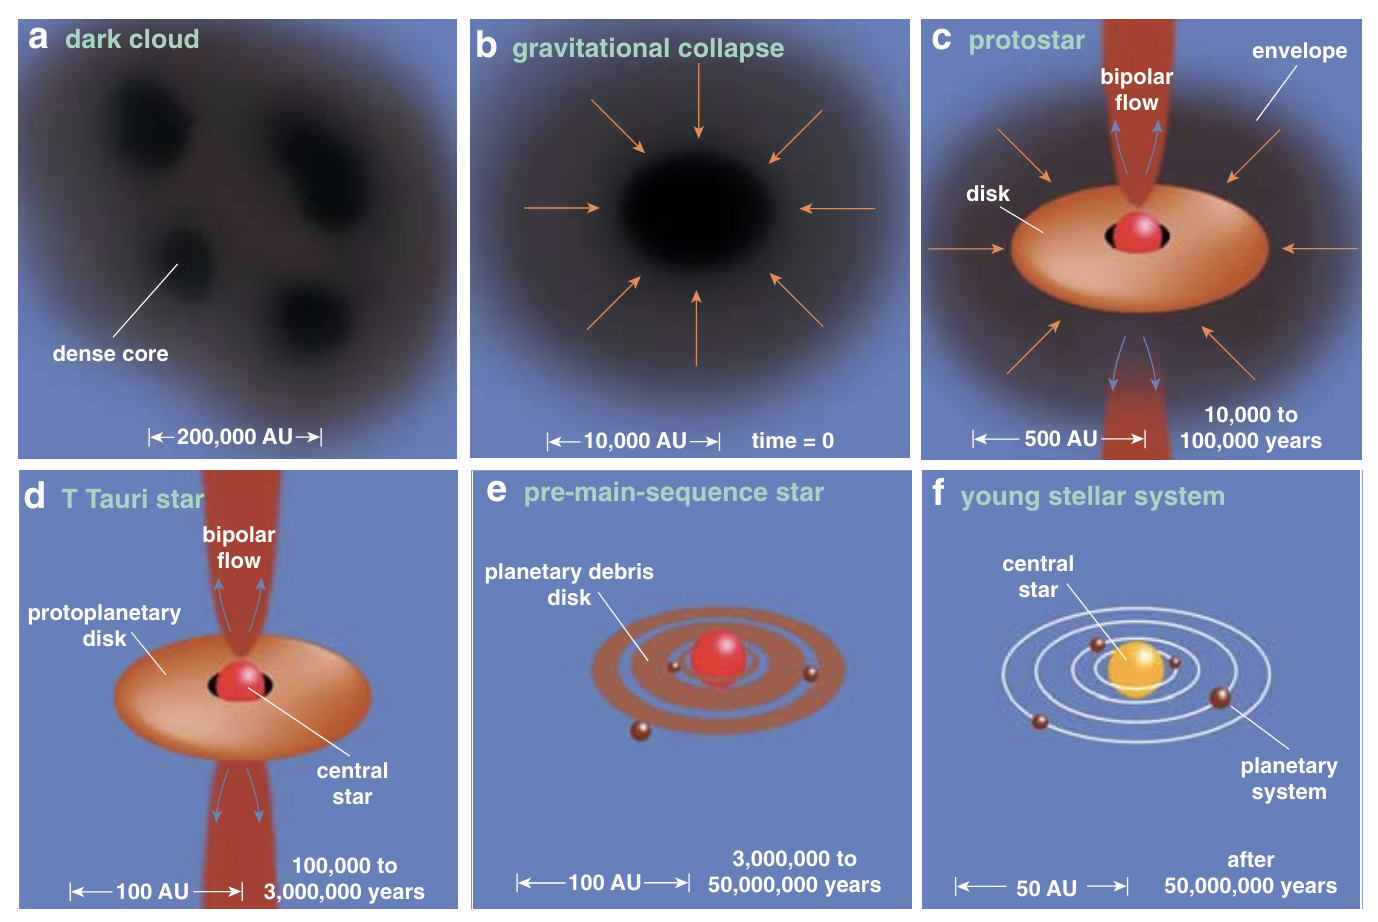 a dark cloud
dense core
200,000 AU
b gravitational collapse
10,000 AU
time = 0
c protostar
envelope
bipolar
flow
disk
500 AU
10,000 to
100,000 years
d T Tauri star
bipolar
flow
protoplanetary
disk
central
star
100 AU
100,000 to
3,000,000 years
e pre-main-sequence star
planetary debris
disk
100 AU
3,000,000 to
50,000,000 years
f young stellar system
central
star
planetary
system
50 AU
after
50,000,000 years